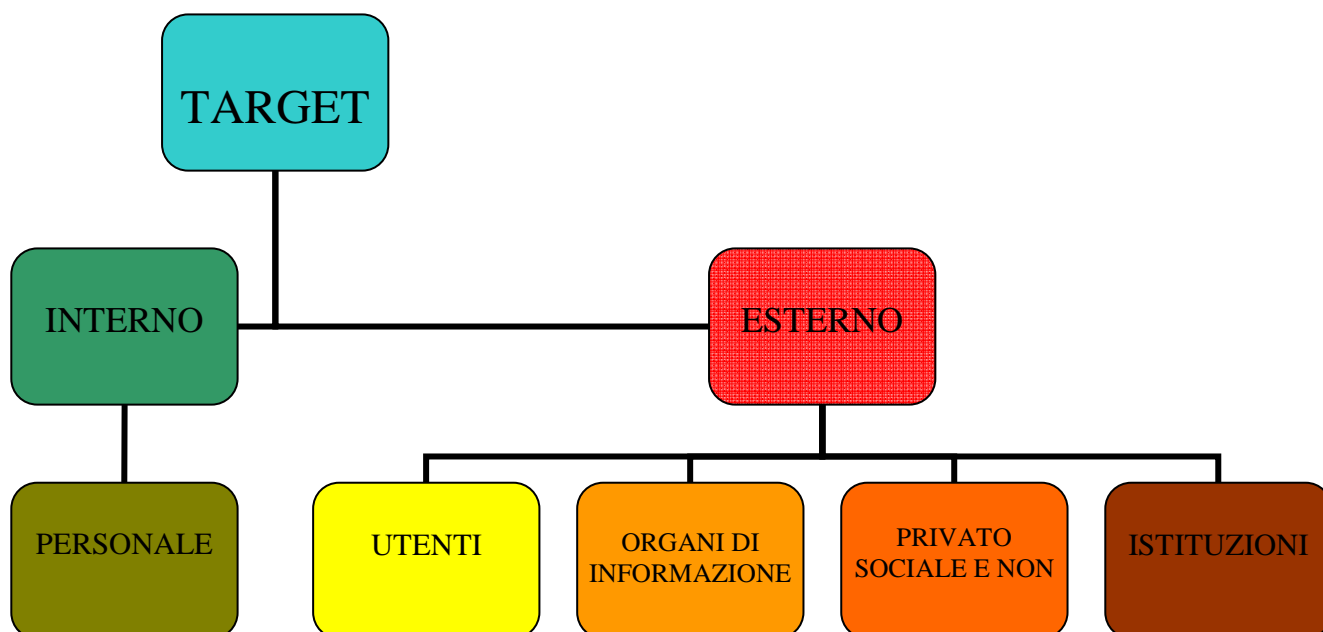 TARGET
INTERNO
ESTERNO
PERSONALE
UTENTI
ORGANI DI
INFORMAZIONE
PRIVATO
SOCIALE E NON
ISTITUZIONI